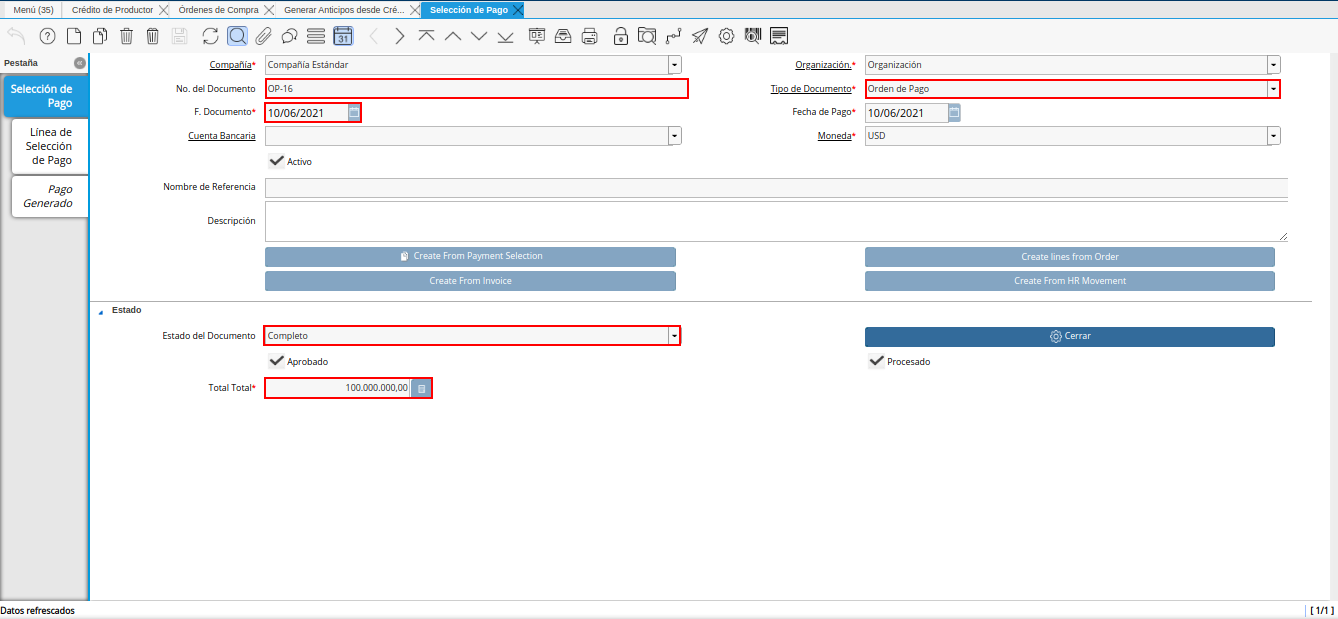 Menú (35) Crédito de Productor Órdenes de Compra Generar Anticipos desde Cré... Selección de Pago
31
Pestaña
Selección de
Pago
Línea de
Selección
de Pago
Pago
Generado
Compañía* Compañía Estándar Organización.* Organización
No. del Documento OP-16 Tipo de Documento* Orden de Pago
F. Documento* 10/06/2021 Fecha de Pago* 10/06/2021
Cuenta Bancaria Moneda* USD
Activo
Nombre de Referencia
Descripción
Create From Payment Selection Create lines from Order
Create From Invoice Create From HR Movement
Estado
Estado del Documento Completo Cerrar
Aprobado Procesado
Total Total* 100.000.000,00
Datos refrescados [ 1/1 ]